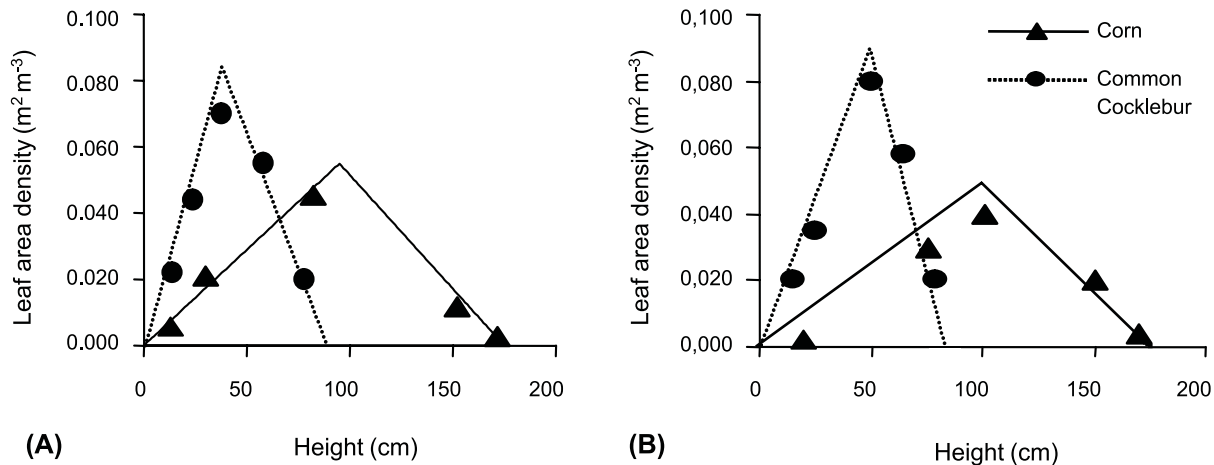 0.100
0.080
0.060
0.040
0.020
0.000
Leaf area density (m² m⁻³)
0
50
100
150
200
Height (cm)
(A)
0,100
0,080
0,060
0,040
0,020
0,000
Leaf area density (m² m⁻³)
0
50
100
150
200
Height (cm)
(B)
Corn
Common
Cocklebur